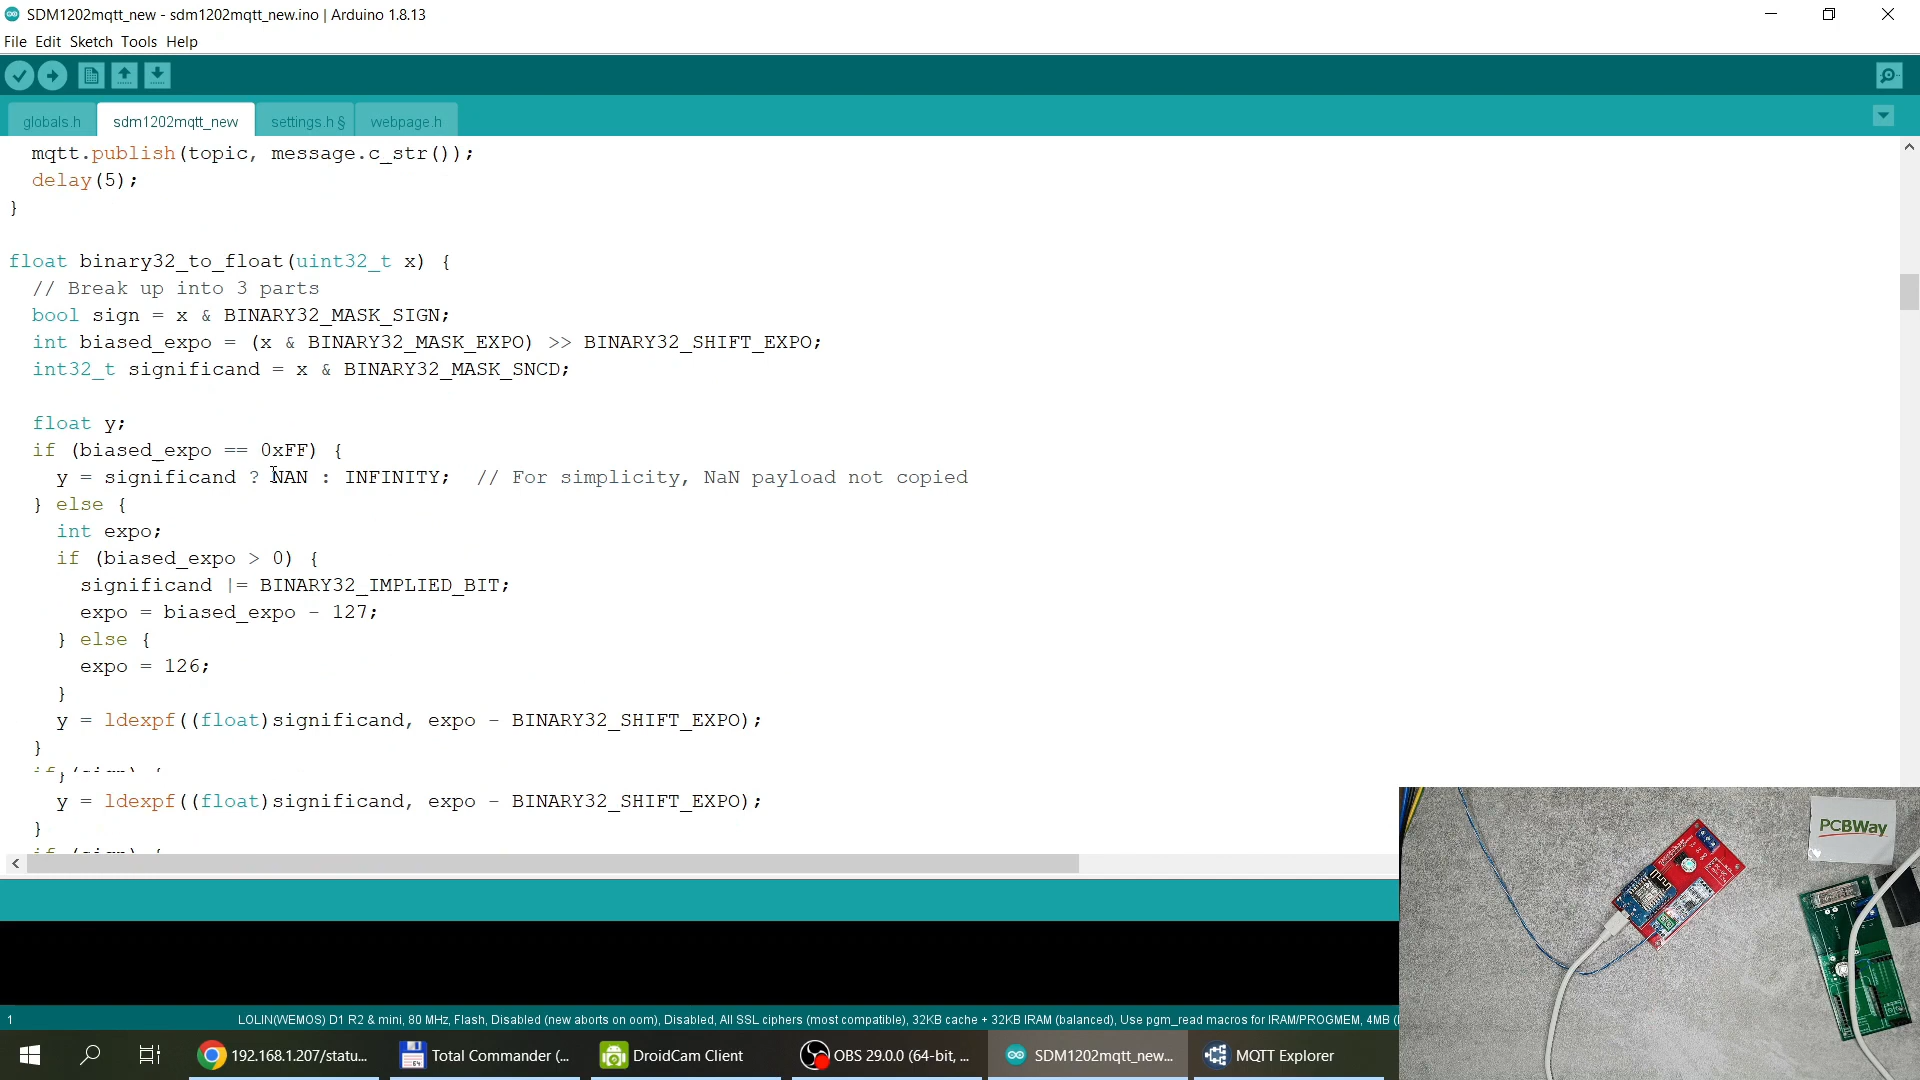 SDM1202mqtt_new - sdm1202mqtt_new.ino | Arduino 1.8.13
File Edit Sketch Tools Help
globals.h sdm1202mqtt_new settings.h § webpage.h
mqtt.publish(topic, message.c_str());
delay(5);
}
float binary32_to_float(uint32_t x) {
// Break up into 3 parts
bool sign = x & BINARY32_MASK_SIGN;
int biased_expo = (x & BINARY32_MASK_EXPO) >> BINARY32_SHIFT_EXPO;
int32_t significand = x & BINARY32_MASK_SNCD;
float y;
if (biased_expo == 0xFF) {
y = significand ? NAN : INFINITY; // For simplicity, NaN payload not copied
} else {
int expo;
if (biased_expo > 0) {
significand |= BINARY32_IMPLIED_BIT;
expo = biased_expo - 127;
} else {
expo = 126;
}
y = ldexpf((float)significand, expo - BINARY32_SHIFT_EXPO);
}
}
y = ldexpf((float)significand, expo - BINARY32_SHIFT_EXPO);
}
PCBWay
1 LOLIN(WEMOS) D1 R2 & mini, 80 MHz, Flash, Disabled (new aborts on oom), Disabled, All SSL ciphers (most compatible), 32KB cache + 32KB IRAM (balanced), Use pgm_read macros for IRAM/PROGMEM, 4MB (
192.168.1.207/statu... Total Commander (... DroidCam Client OBS 29.0.0 (64-bit, ... SDM1202mqtt_new... MQTT Explorer